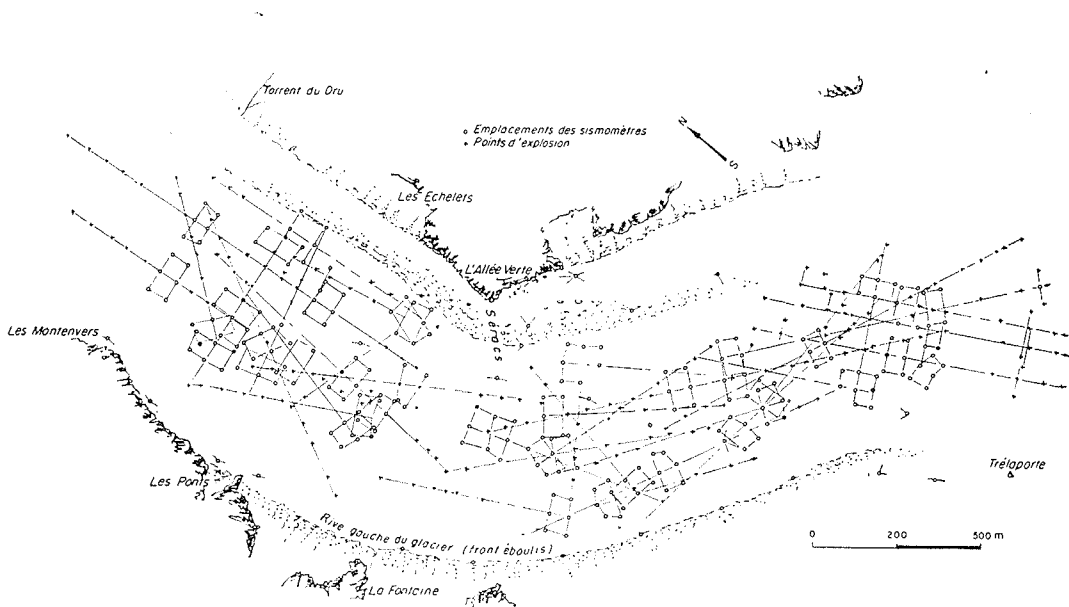 Torrent du Dru
Emplacements des sismomètres
Points d'explosion
N
S
Les Echelets
L'Allée Verte
Séracs
Les Montenvers
Les Ponts
Trélaporte
Rive gauche du glacier (front éboulis)
0 200 500 m
La Fontaine